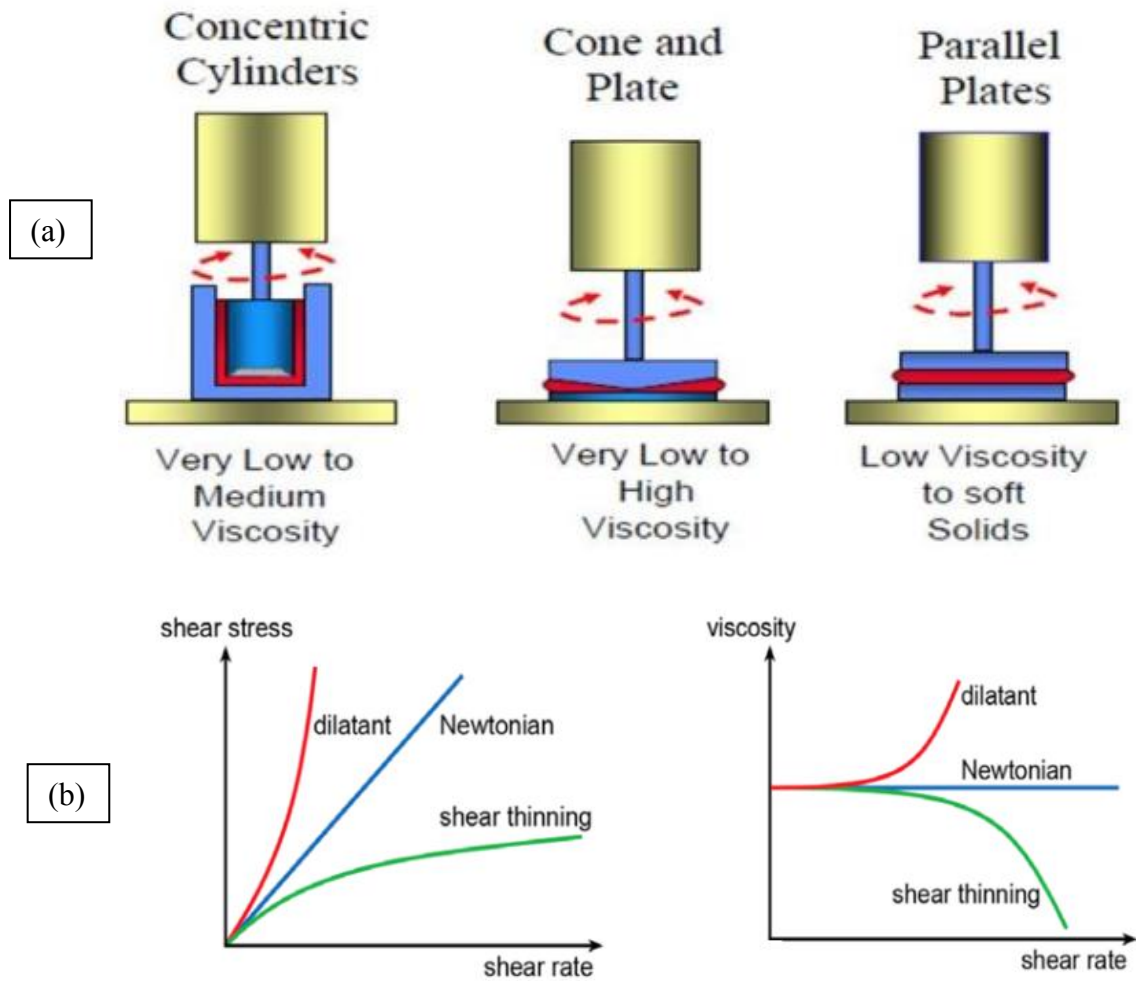 Concentric
Cylinders
Cone and
Plate
Parallel
Plates
(a)
Very Low to
Medium
Viscosity
Very Low to
High
Viscosity
Low Viscosity
to soft
Solids
(b)
shear stress
dilatant
Newtonian
shear thinning
shear rate
viscosity
dilatant
Newtonian
shear thinning
shear rate